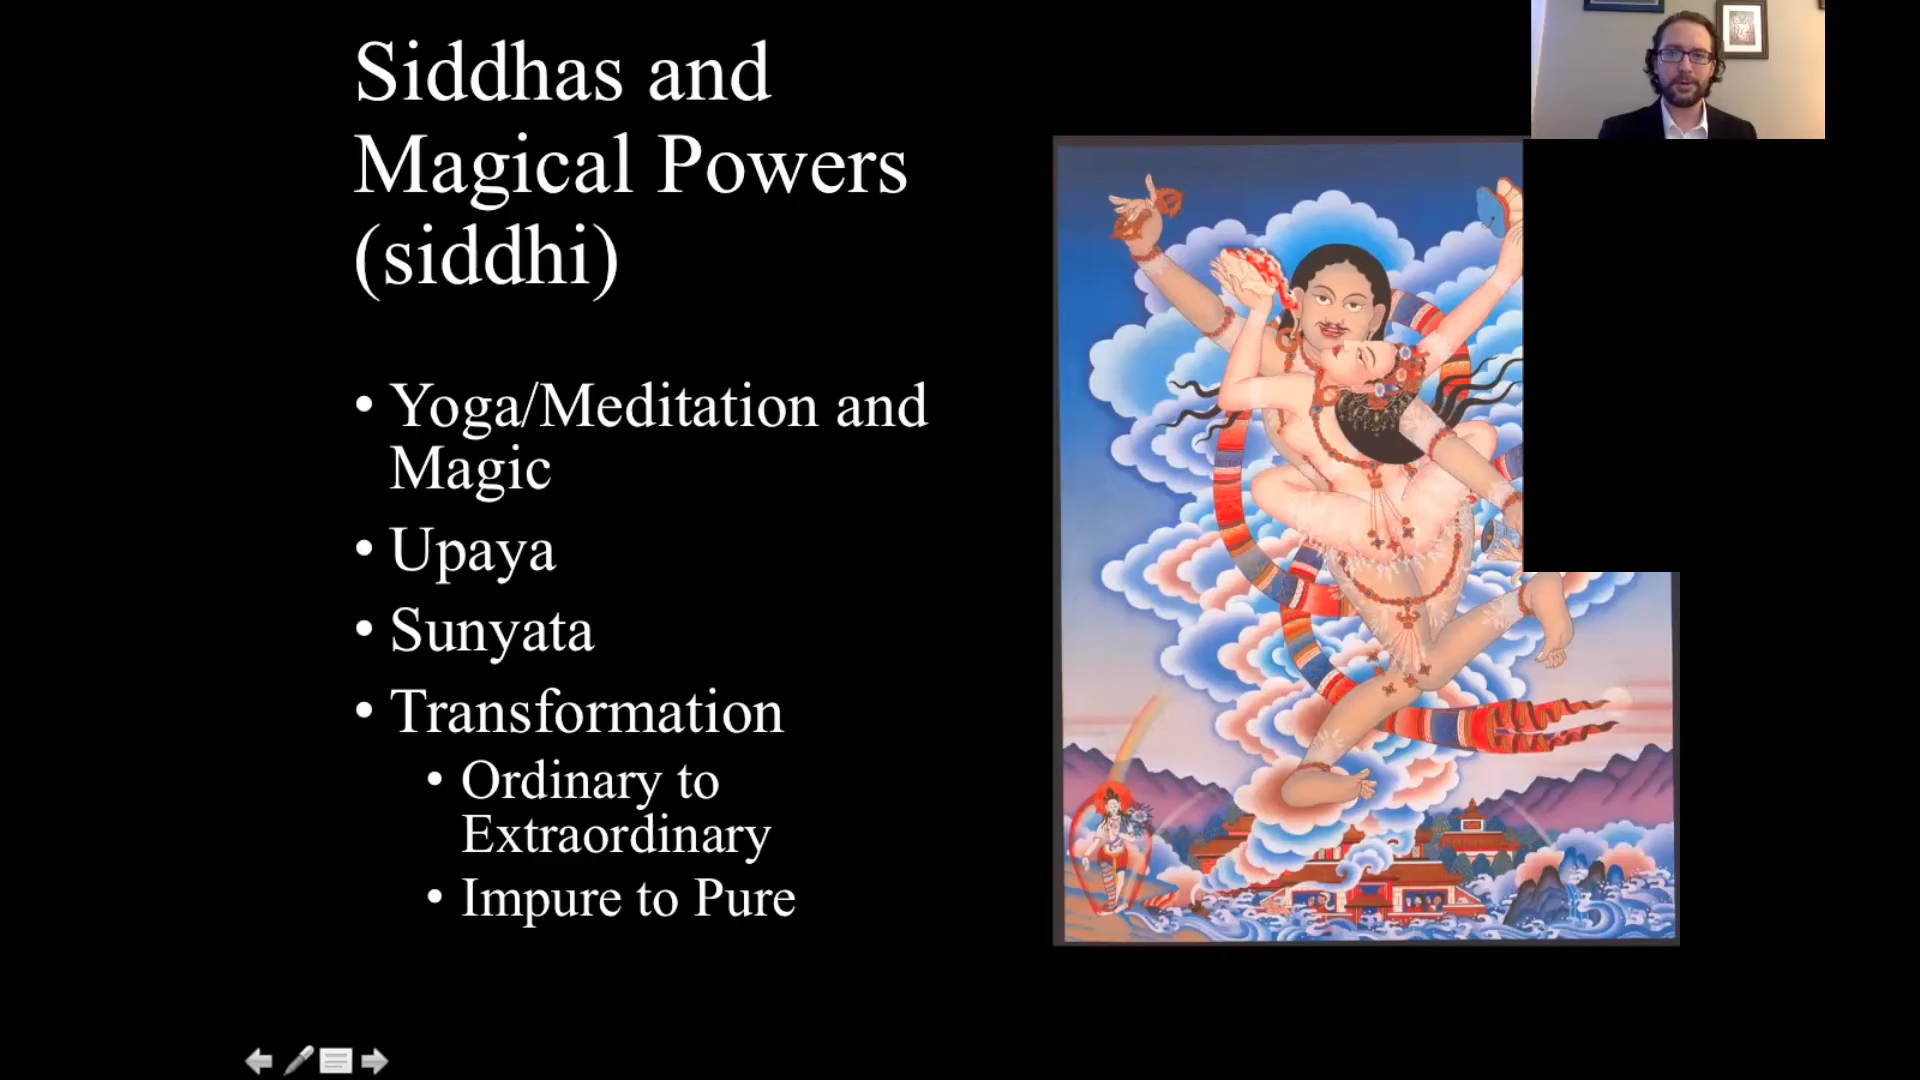 Siddhas and
Magical Powers
(siddhi)
• Yoga/Meditation and
Magic
• Upaya
• Sunyata
• Transformation
• Ordinary to
Extraordinary
• Impure to Pure